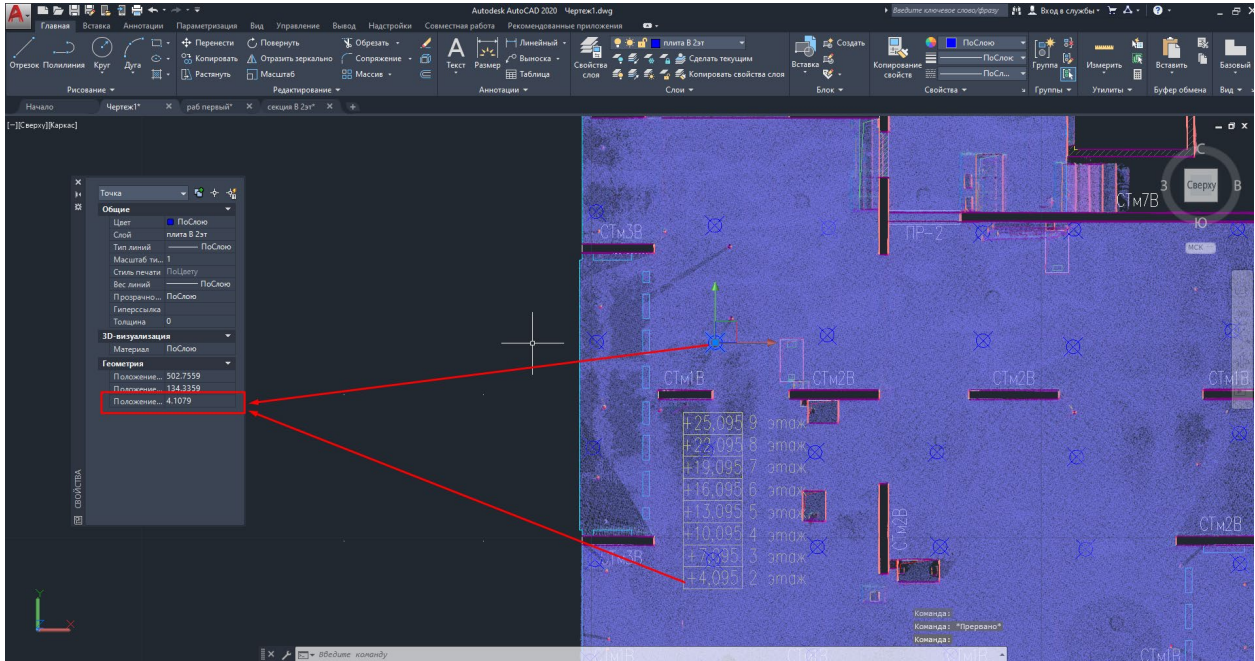 Autodesk AutoCAD 2020 Чертеж1.dwg
Введите ключевое слово/фразу
Вход в службы
Главная Вставка Аннотации Параметризация Вид Управление Вывод Надстройки Совместная работа Рекомендованные приложения
Отрезок Полилиния Круг Дуга
Перенести Повернуть Обрезать
Копировать Отразить зеркально Сопряжение
Растянуть Масштаб Массив
Текст Размер
Линейный
Выноска
Таблица
Свойства слоя
плита В 2эт
Сделать текущим
Копировать свойства слоя
Вставка
Создать
Копирование свойств
ПоСлою
ПоСлою
ПоСл...
Группа
Измерить
Вставить
Базовый
Рисование Редактирование Аннотации Слои Блок Свойства Группы Утилиты Буфер обмена Вид
Начало Чертеж1* раб первый* секция В 2эт*
[−][Сверху][Каркас]
Точка
Общие
Цвет ПоСлою
Слой плита В 2эт
Тип линий ПоСлою
Масштаб ти... 1
Стиль печати ПоЦвету
Вес линий ПоСлою
Прозрачно... ПоСлою
Гиперссылка
Толщина 0
3D-визуализация
Материал ПоСлою
Геометрия
Положение... 502.7559
Положение... 134.3359
Положение... 4.1079
СВОЙСТВА
С
З Сверху В
Ю
МСК
СТм7В
СТм3В
ПР-2
СТм1В СТм2В СТм2В СТм1В
+25,095 9 этаж
+22,095 8 этаж
+19,095 7 этаж
+16,095 6 этаж
+13,095 5 этаж
+10,095 4 этаж
+7,095 3 этаж
+4,095 2 этаж
СТм2В
СТм2В
СТм3В
Y
X
Команда:
Команда: *Прервано*
Команда:
Введите команду
СТм1В